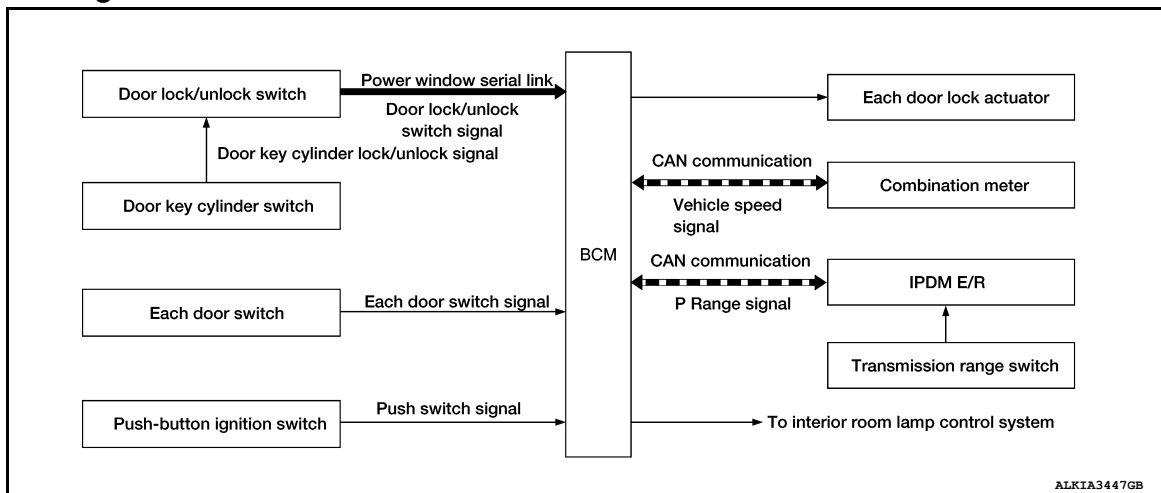 Door lock/unlock switch
Power window serial link
Door lock/unlock
switch signal
Door key cylinder lock/unlock signal
Door key cylinder switch
Each door switch
Each door switch signal
Push-button ignition switch
Push switch signal
BCM
Each door lock actuator
CAN communication
Vehicle speed
signal
Combination meter
CAN communication
P Range signal
IPDM E/R
Transmission range switch
To interior room lamp control system
ALKIA3447GB